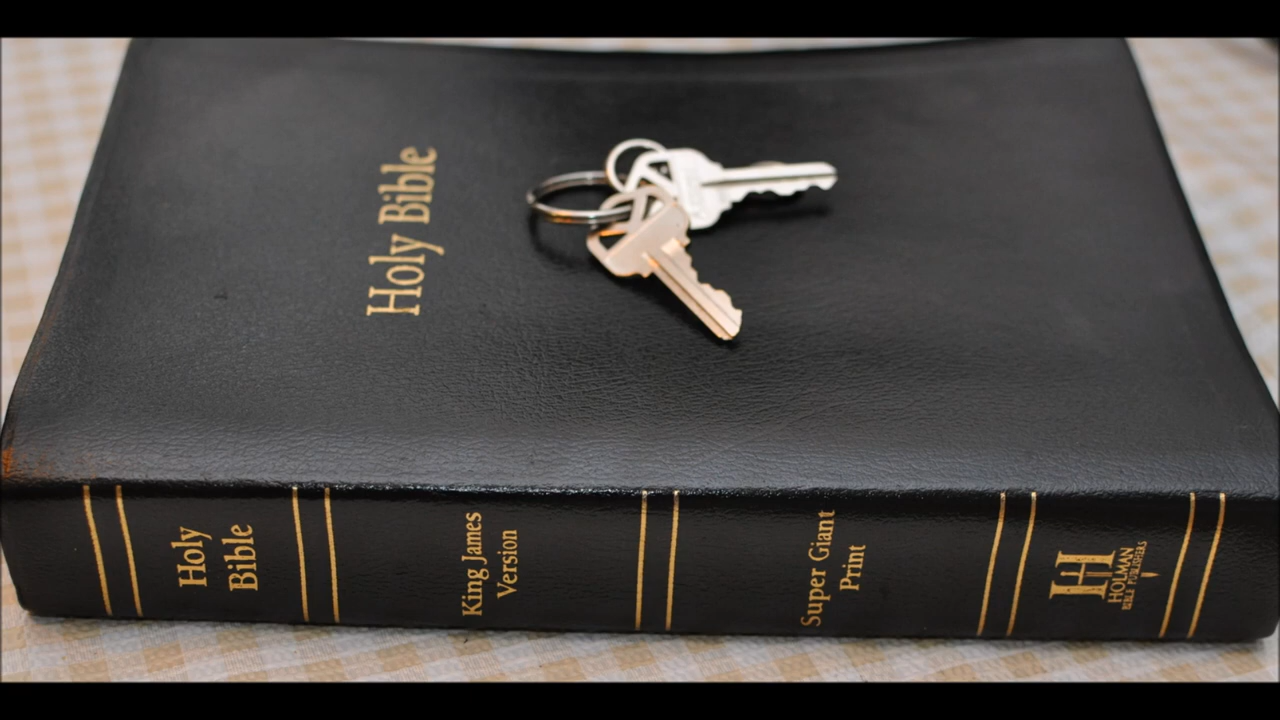 Holy Bible
Holy
Bible
King James
Version
Super Giant
Print
HOLMAN
BIBLE PUBLISHERS